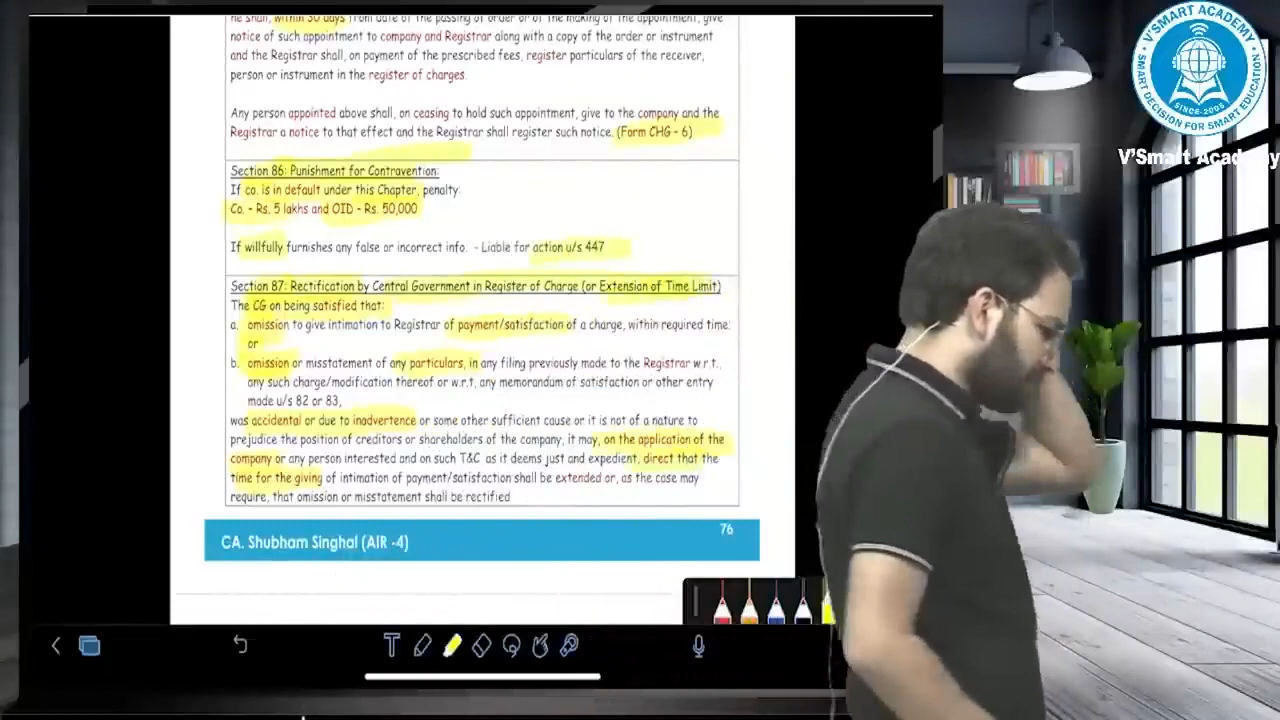 he shall, within 30 days from date of the passing of order or of the making of the appointment, give
notice of such appointment to company and Registrar along with a copy of the order or instrument
and the Registrar shall, on payment of the prescribed fees, register particulars of the receiver,
person or instrument in the register of charges.
Any person appointed above shall, on ceasing to hold such appointment, give to the company and the
Registrar a notice to that effect and the Registrar shall register such notice. (Form CHG - 6)
Section 86: Punishment for Contravention:
If co. is in default under this Chapter, penalty:
Co. - Rs. 5 lakhs and OID - Rs. 50,000
If willfully furnishes any false or incorrect info. - Liable for action u/s 447
Section 87: Rectification by Central Government in Register of Charge (or Extension of Time Limit)
The CG on being satisfied that:
a. omission to give intimation to Registrar of payment/satisfaction of a charge, within required time;
or
b. omission or misstatement of any particulars, in any filing previously made to the Registrar w.r.t.,
any such charge/modification thereof or w.r.t, any memorandum of satisfaction or other entry
made u/s 82 or 83,
was accidental or due to inadvertence or some other sufficient cause or it is not of a nature to
prejudice the position of creditors or shareholders of the company, it may, on the application of the
company or any person interested and on such T&C as it deems just and expedient, direct that the
time for the giving of intimation of payment/satisfaction shall be extended or, as the case may
require, that omission or misstatement shall be rectified
76
CA. Shubham Singhal (AIR -4)
V'SMART ACADEMY
SINCE-2005
SMART DECISION FOR SMART EDUCATION
V'Smart Academy
T